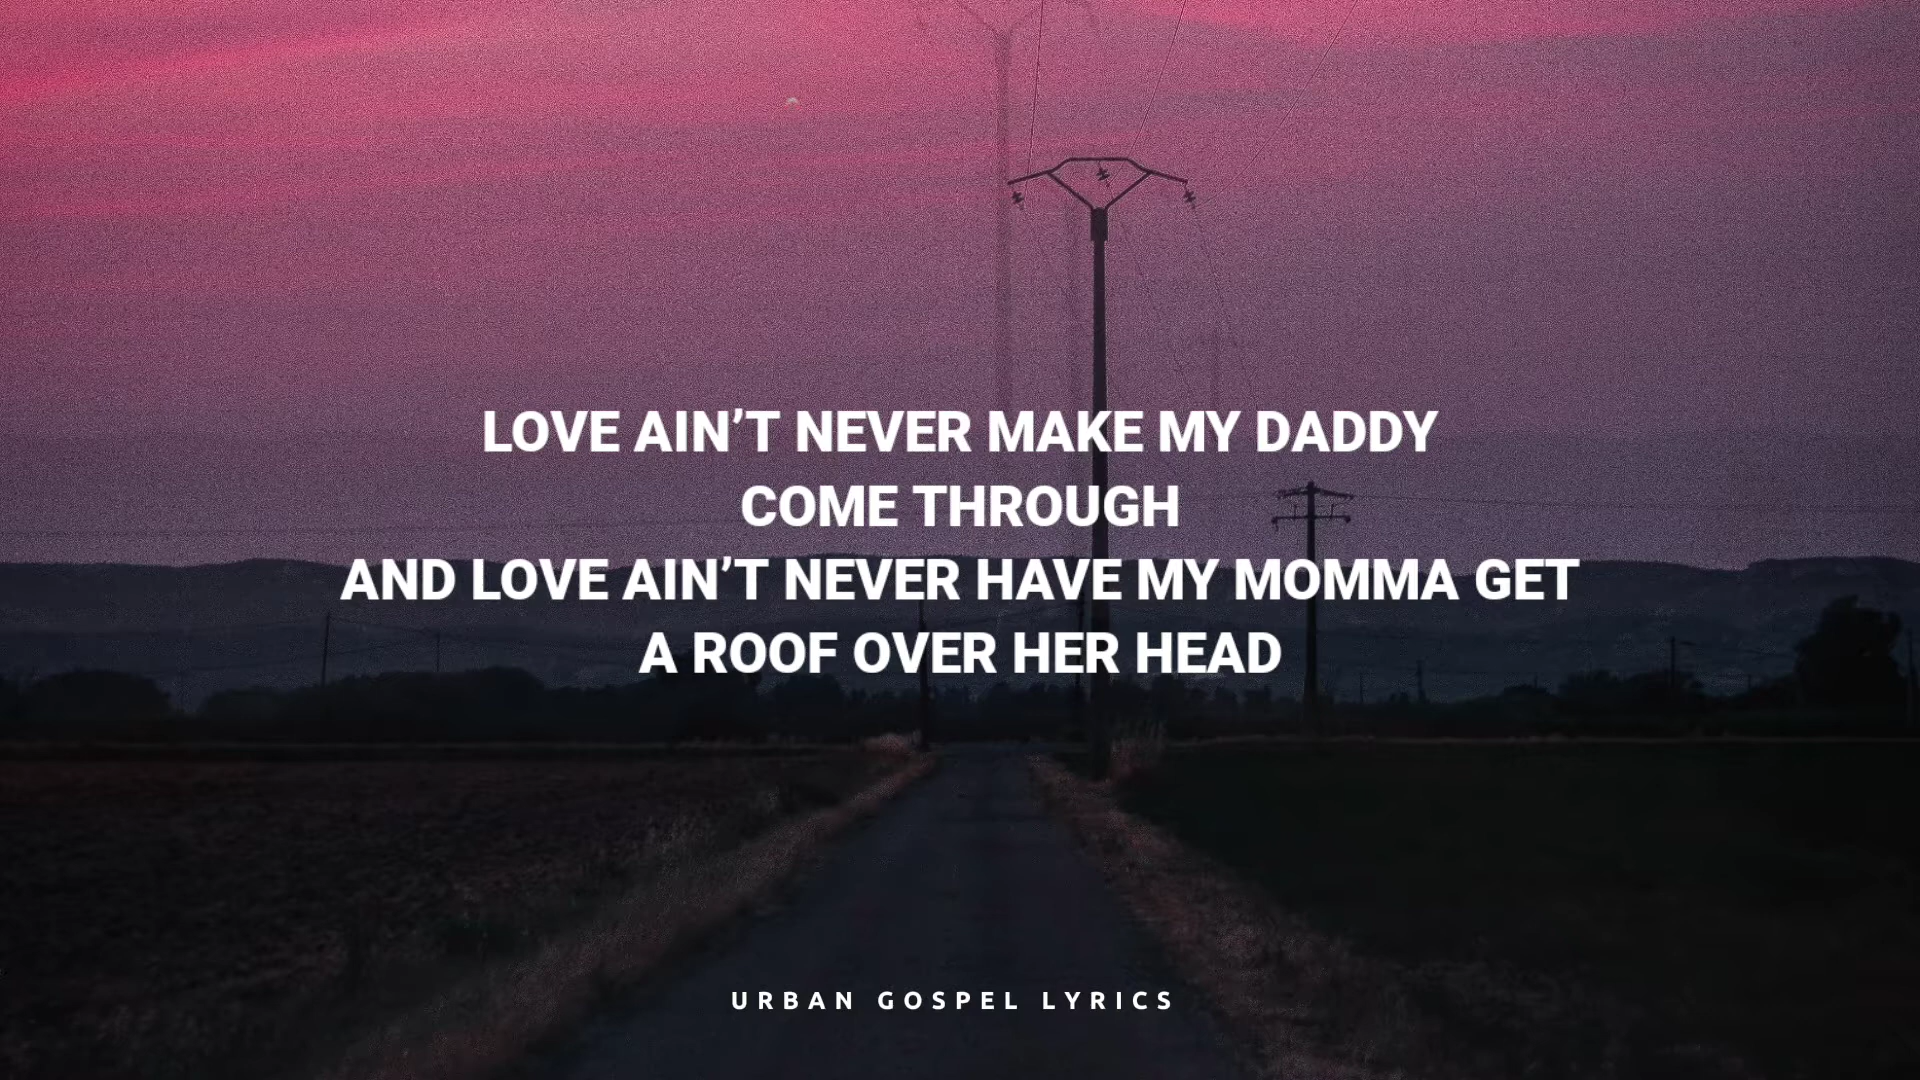 LOVE AIN’T NEVER MAKE MY DADDY
COME THROUGH
AND LOVE AIN’T NEVER HAVE MY MOMMA GET
A ROOF OVER HER HEAD
URBAN GOSPEL LYRICS